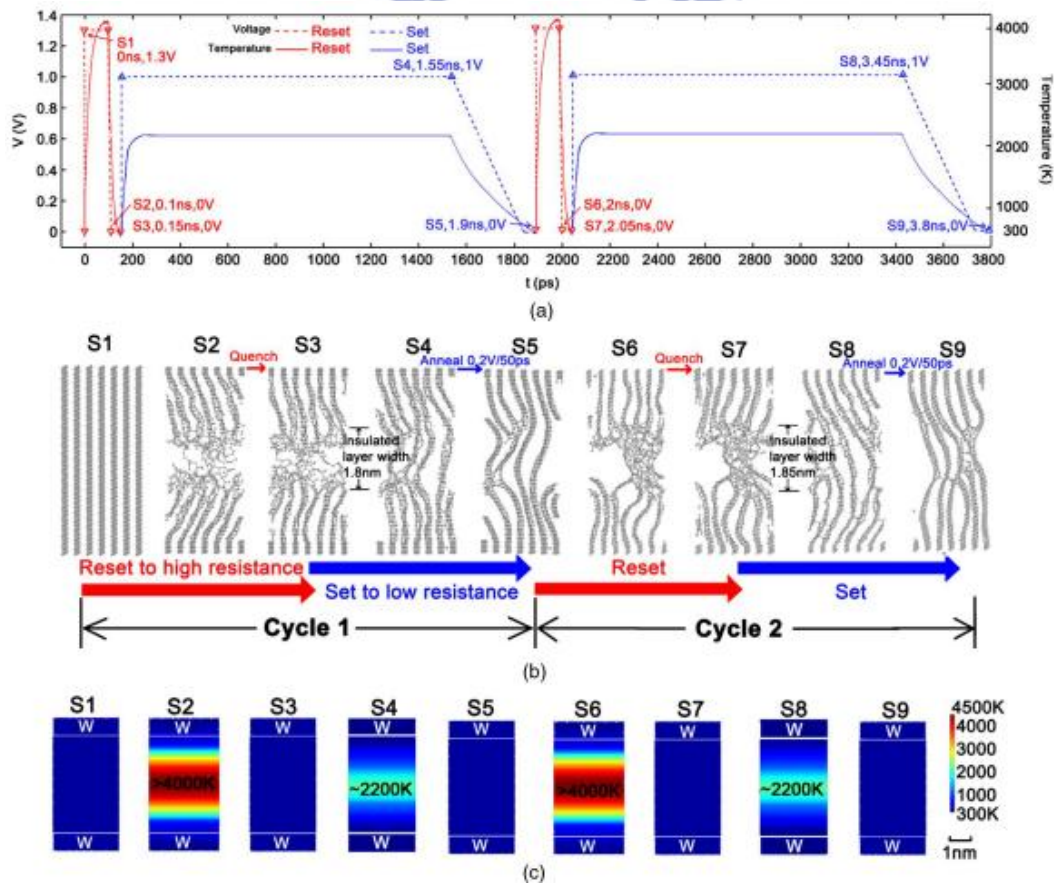 1.4
1.2
1.0
0.8
0.6
0.4
0.2
0
V (V)
Voltage Reset Set
Temperature Reset Set
S1
0ns,1.3V
S4,1.55ns,1V
S8,3.45ns,1V
S2,0.1ns,0V
S3,0.15ns,0V
S5,1.9ns,0V
S6,2ns,0V
S7,2.05ns,0V
S9,3.8ns,0V
4000
3000
2000
1000
300
Temperature (K)
0 200 400 600 800 1000 1200 1400 1600 1800 2000 2200 2400 2600 2800 3000 3200 3400 3600 3800
t (ps)
(a)
S1 S2 S3 S4 S5 S6 S7 S8 S9
Quench
Anneal 0.2V/50ps
Quench
Anneal 0.2V/50ps
Insulated
layer width
1.8nm
Insulated
layer width
1.85nm
Reset to high resistance
Set to low resistance
Reset
Set
Cycle 1
Cycle 2
(b)
S1 S2 S3 S4 S5 S6 S7 S8 S9
W W W W W W W W W
>4000K
~2200K
>4000K
~2200K
W W W W W W W W W
4500K
4000
3000
2000
1000
300K
1nm
(c)